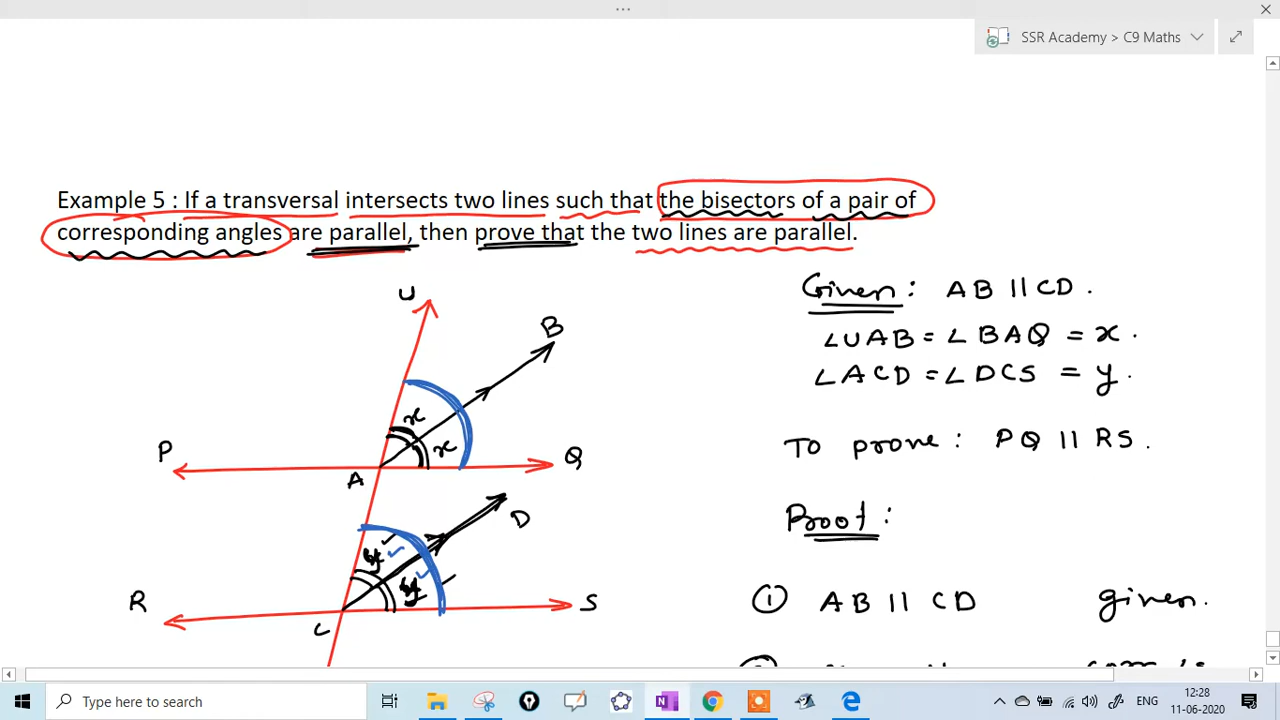 SSR Academy > C9 Maths
Example 5 : If a transversal intersects two lines such that the bisectors of a pair of
corresponding angles are parallel, then prove that the two lines are parallel.
Given: AB || CD.
∠UAB = ∠BAQ = x.
∠ACD = ∠DCS = y.
To prove: PQ || RS.
Proof:
① AB || CD given.
U
B
x
x
P
Q
A
D
y
y
R
S
C
Type here to search
ENG
12:28
11-06-2020